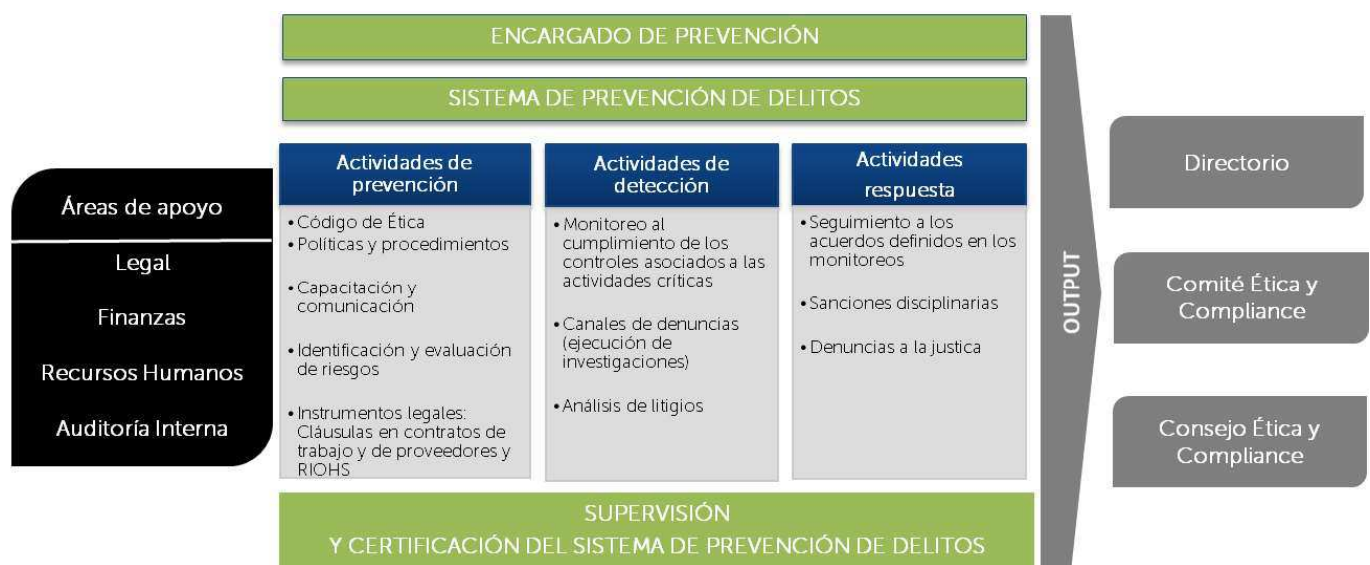 ENCARGADO DE PREVENCIÓN
SISTEMA DE PREVENCIÓN DE DELITOS
Áreas de apoyo
Legal
Finanzas
Recursos Humanos
Auditoría Interna
Actividades de
prevención
• Código de Ética
• Políticas y procedimientos
• Capacitación y
comunicación
• Identificación y evaluación
de riesgos
• Instrumentos legales:
Cláusulas en contratos de
trabajo y de proveedores y
RIOHS
Actividades de
detección
• Monitoreo al
cumplimiento de los
controles asociados a las
actividades críticas
• Canales de denuncias
(ejecución de
investigaciones)
• Análisis de litigios
Actividades
respuesta
• Seguimiento a los
acuerdos definidos en los
monitoreos
• Sanciones disciplinarias
• Denuncias a la justica
SUPERVISIÓN
Y CERTIFICACIÓN DEL SISTEMA DE PREVENCIÓN DE DELITOS
OUTPUT
Directorio
Comité Ética y
Compliance
Consejo Ética y
Compliance